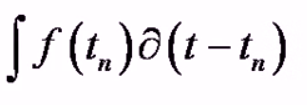 ∫ f(tₙ)∂(t − tₙ)